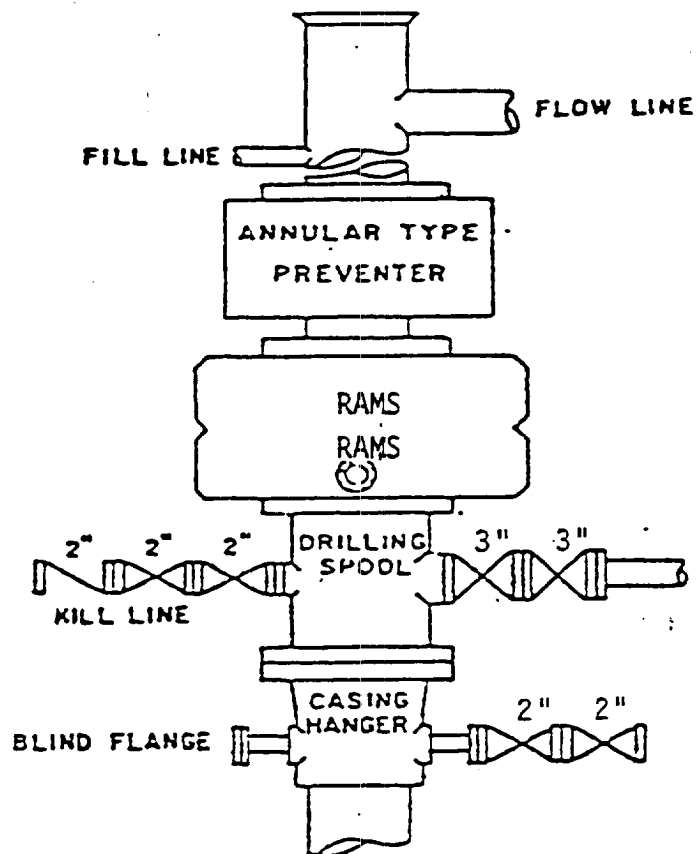 FLOW LINE
FILL LINE
ANNULAR TYPE
PREVENTER
RAMS
RAMS
2" 2" 2"
DRILLING
SPOOL
3" 3"
KILL LINE
CASING
HANGER
2" 2"
BLIND FLANGE